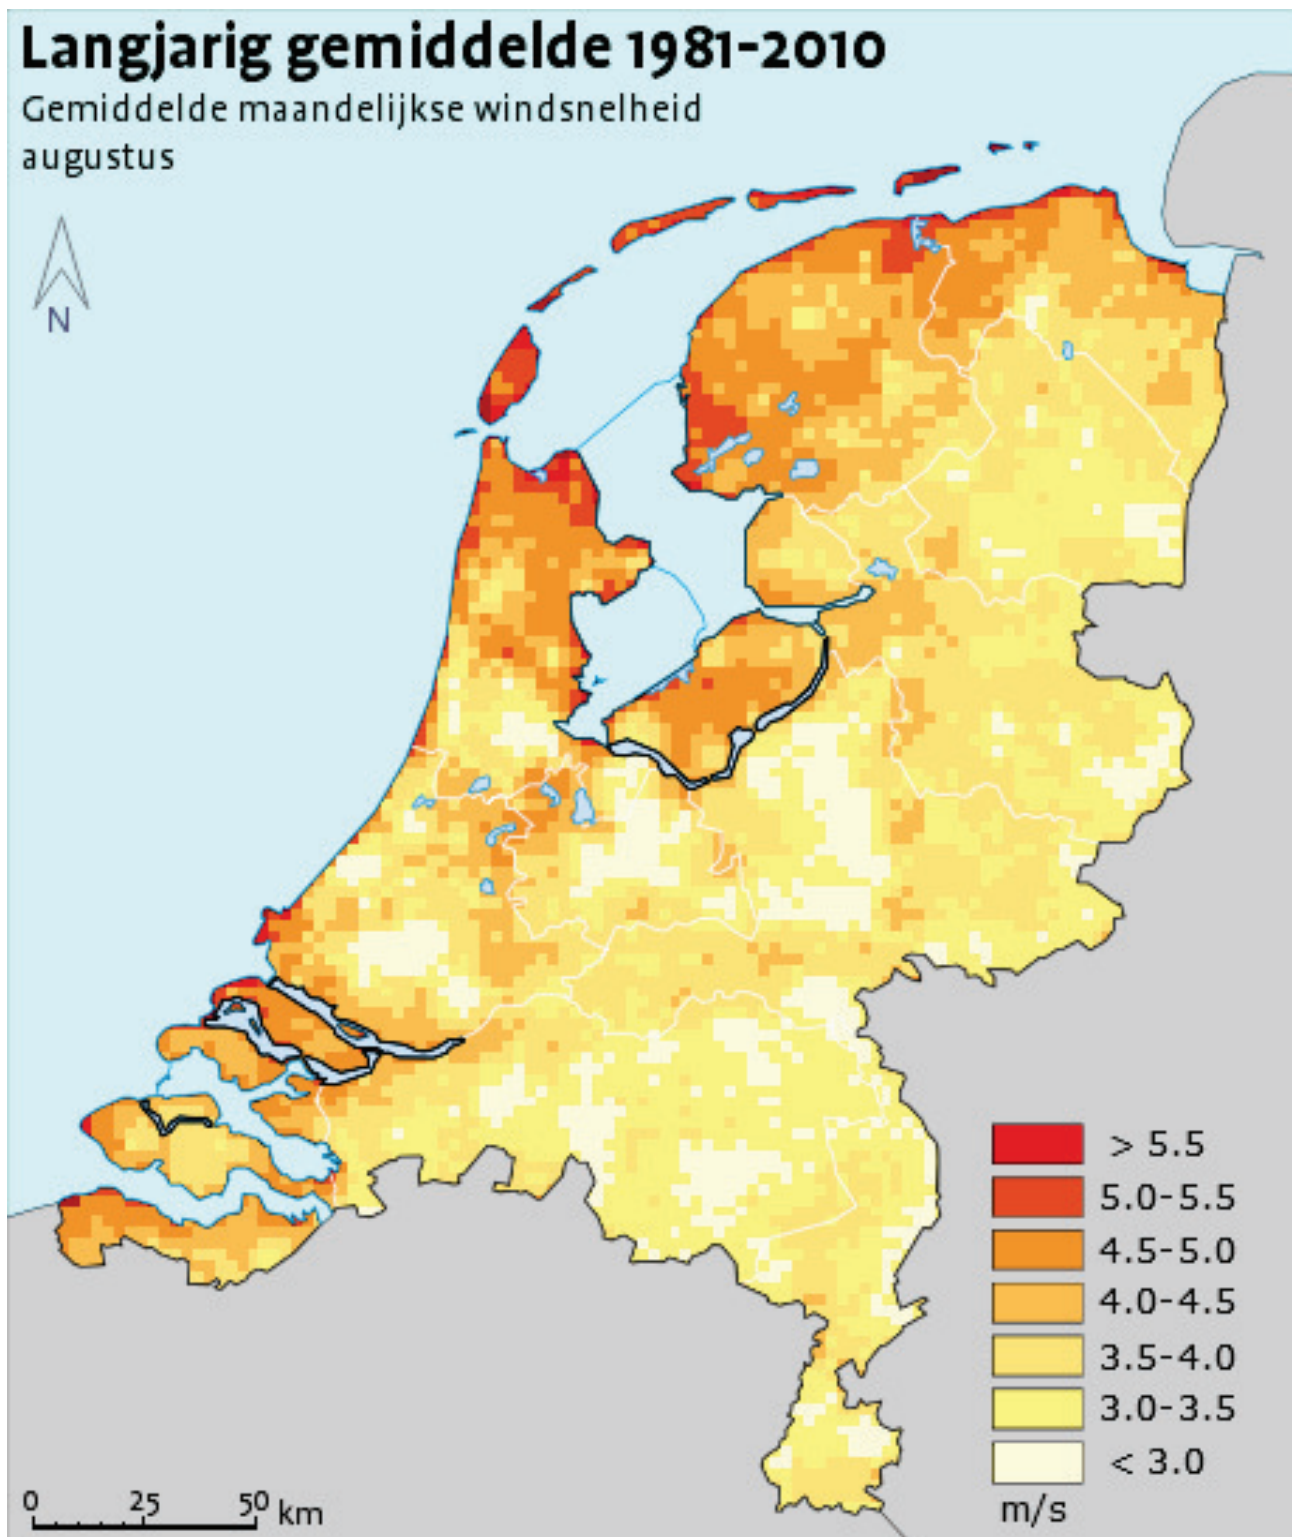 Langjarig gemiddelde 1981-2010
Gemiddelde maandelijkse windsnelheid
augustus
N
> 5.5
5.0-5.5
4.5-5.0
4.0-4.5
3.5-4.0
3.0-3.5
< 3.0
m/s
0 25 50 km